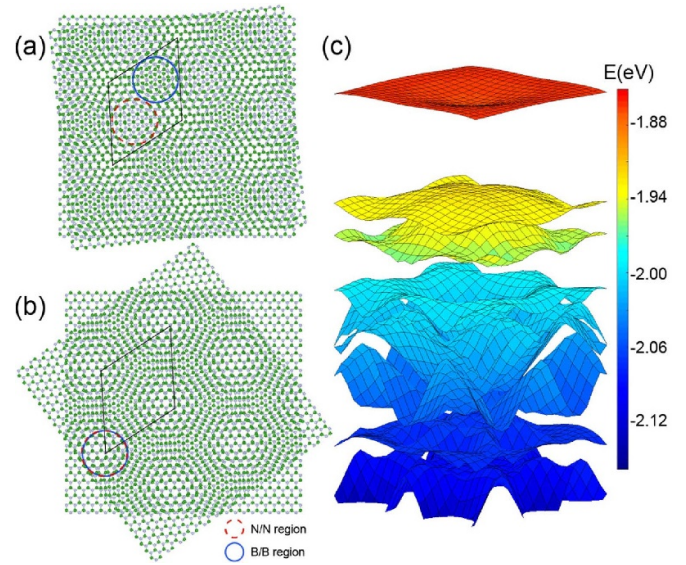 (a)
(b)
N/N region
B/B region
(c)
E(eV)
-1.88
-1.94
-2.00
-2.06
-2.12